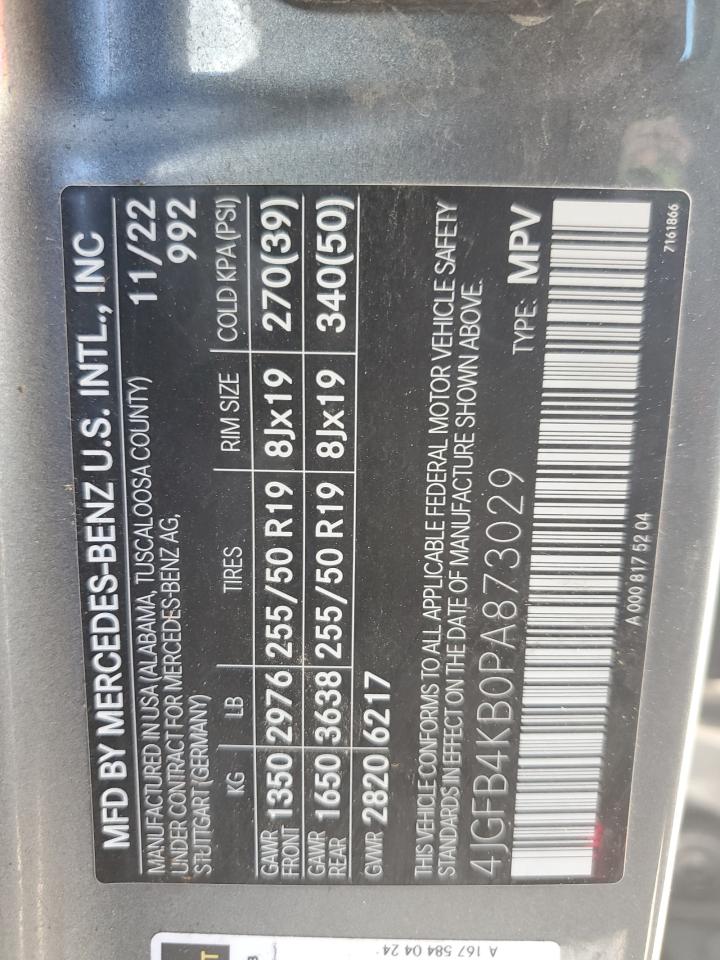 MFD BY MERCEDES-BENZ U.S. INTL., INC
MANUFACTURED IN USA (ALABAMA, TUSCALOOSA COUNTY) 11/22
UNDER CONTRACT FOR MERCEDES-BENZ AG, 992
STUTTGART (GERMANY)
KG LB TIRES RIM SIZE COLD KPA (PSI)
GAWR FRONT 1350 2976 255/50 R19 8Jx19 270(39)
GAWR REAR 1650 3638 255/50 R19 8Jx19 340(50)
GVWR 2820 6217
THIS VEHICLE CONFORMS TO ALL APPLICABLE FEDERAL MOTOR VEHICLE SAFETY
STANDARDS IN EFFECT ON THE DATE OF MANUFACTURE SHOWN ABOVE.
4JGFB4KB0PA873029 TYPE: MPV
A 000 817 52 04 7161866
A 167 584 04 24